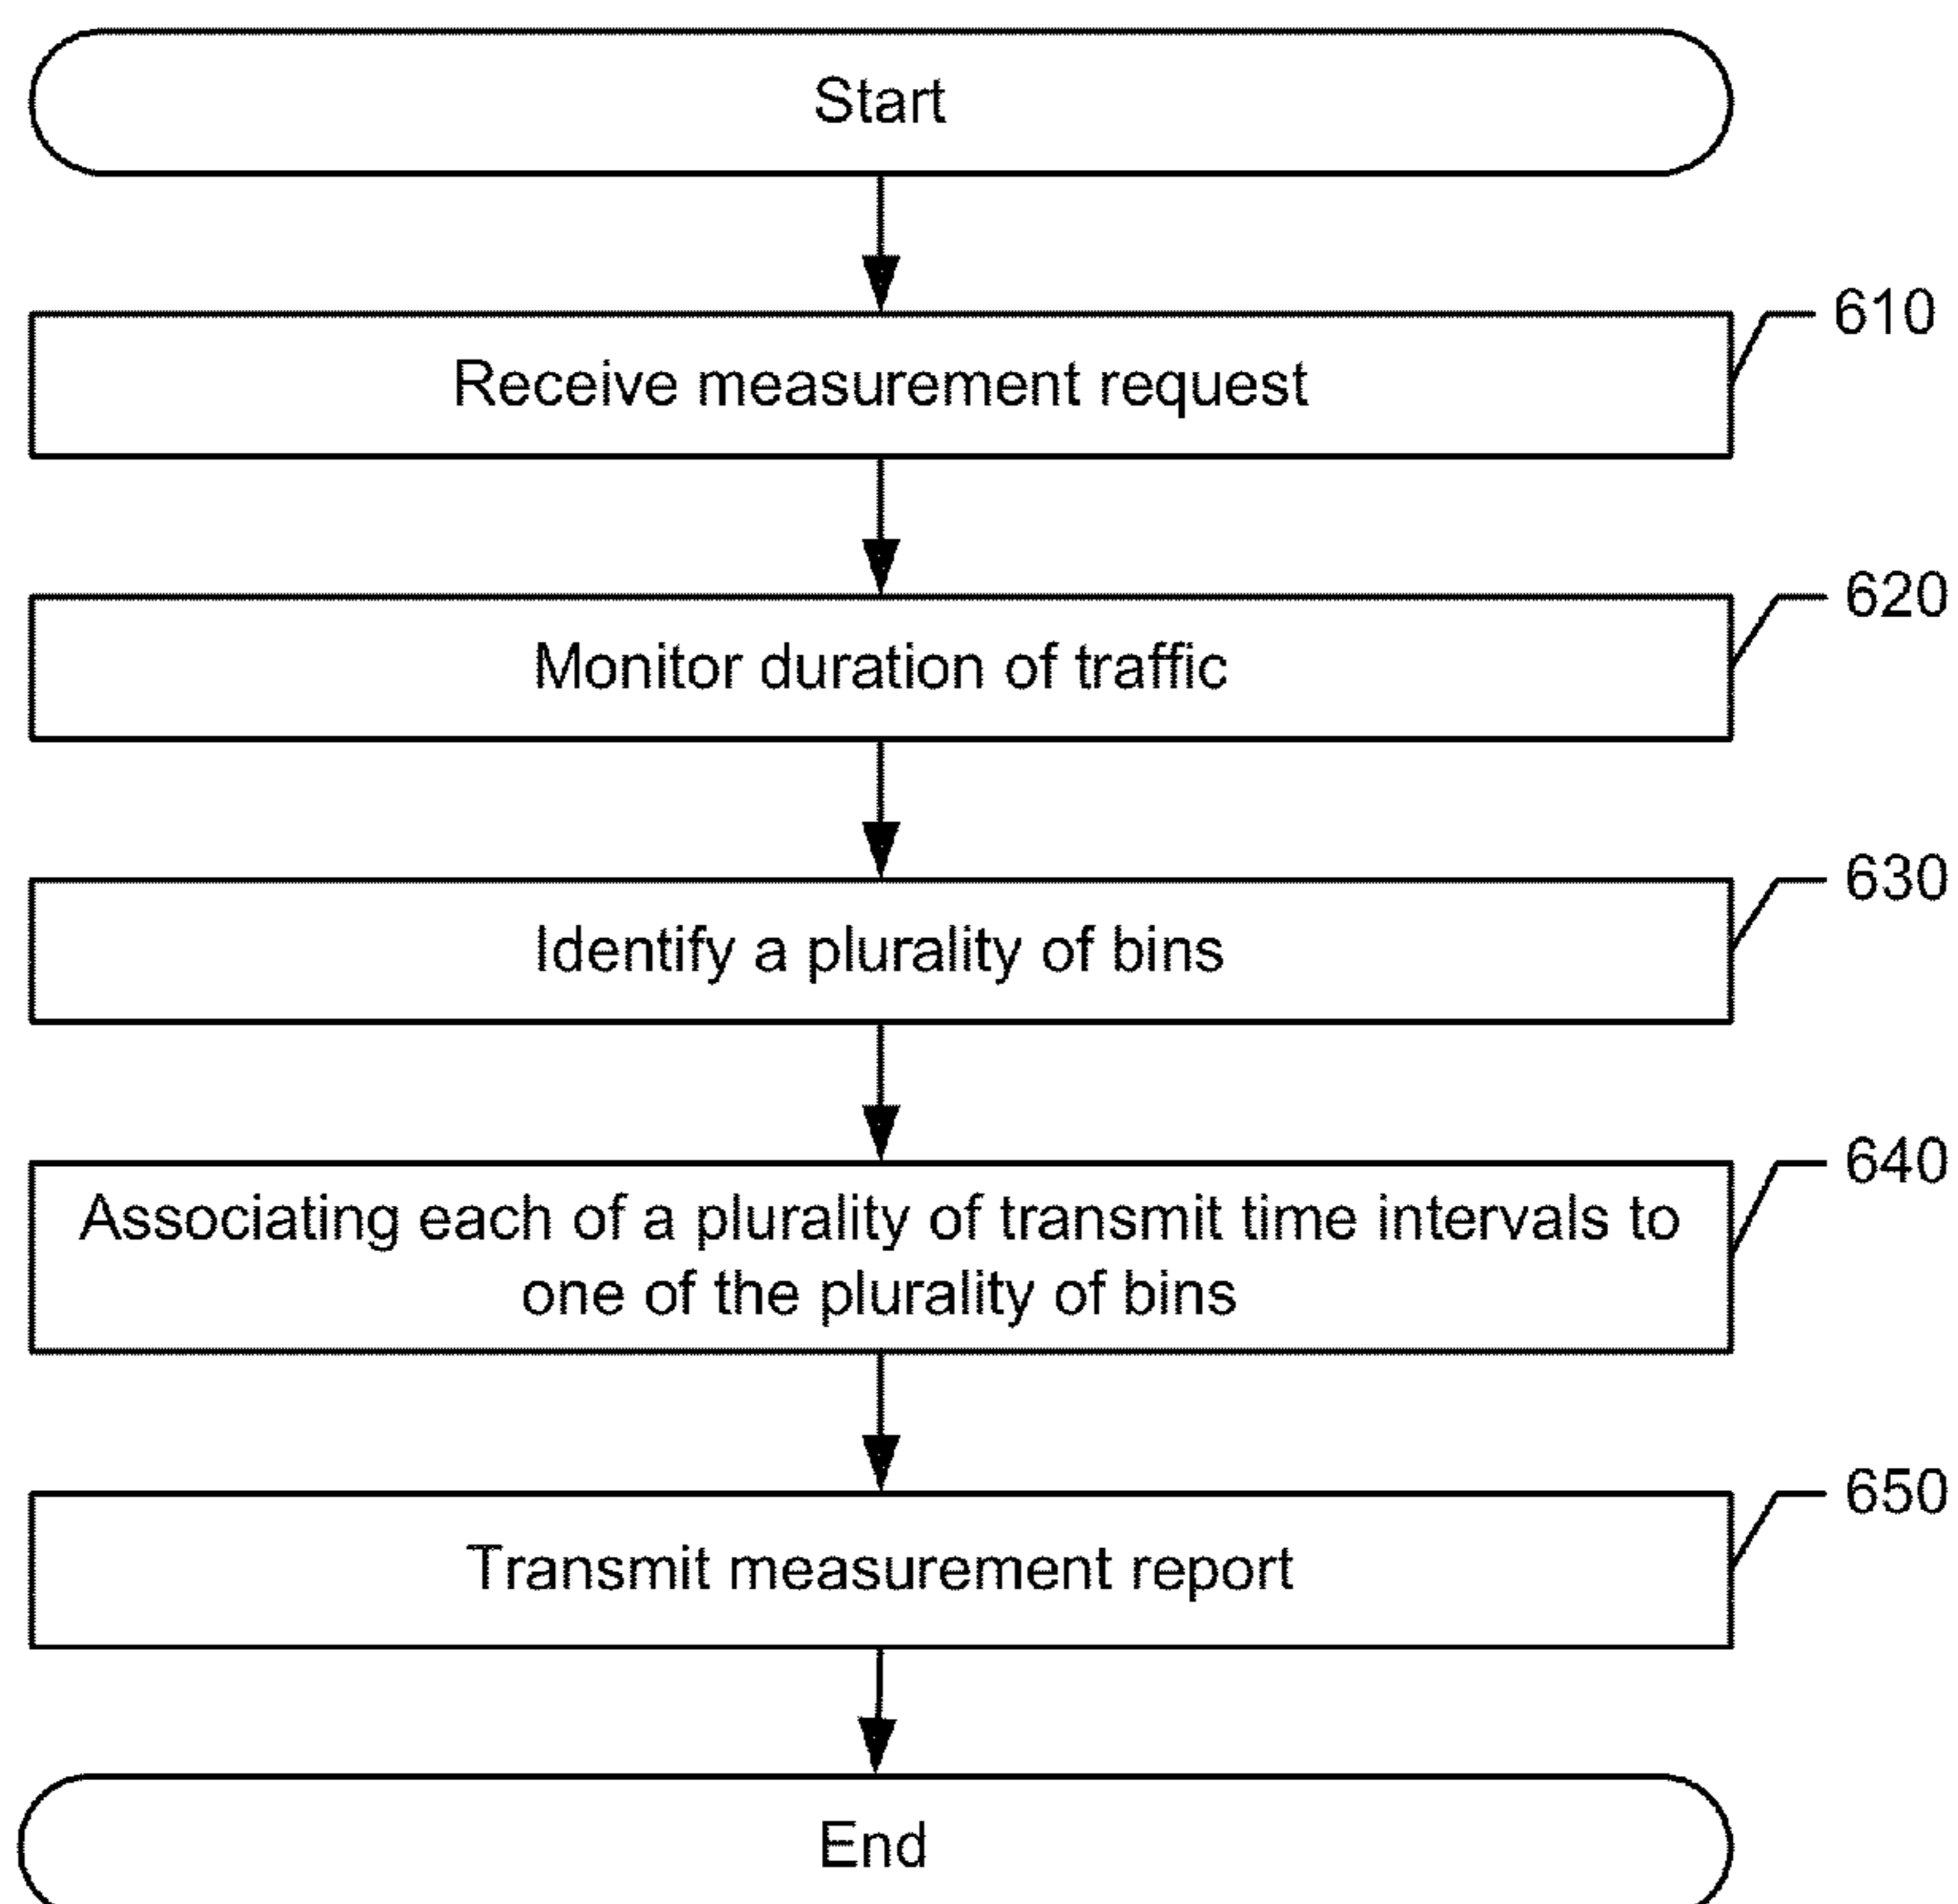 Start
610
Receive measurement request
620
Monitor duration of traffic
630
Identify a plurality of bins
640
Associating each of a plurality of transmit time intervals to
one of the plurality of bins
650
Transmit measurement report
End